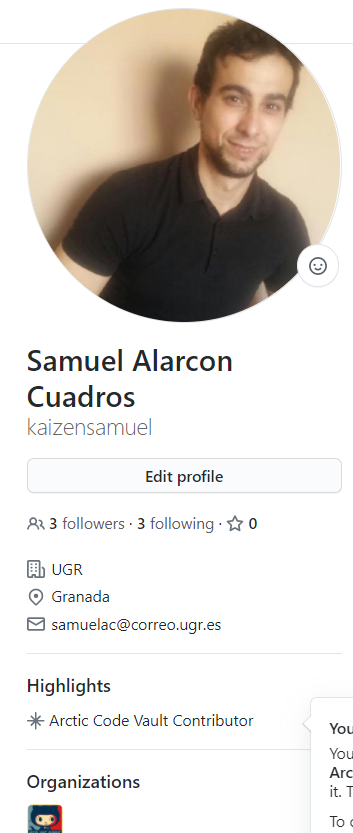 Samuel Alarcon
Cuadros
kaizensamuel
Edit profile
3 followers · 3 following · 0
UGR
Granada
samuelac@correo.ugr.es
Highlights
Arctic Code Vault Contributor
You
You
Arc
it. T
To c
Organizations